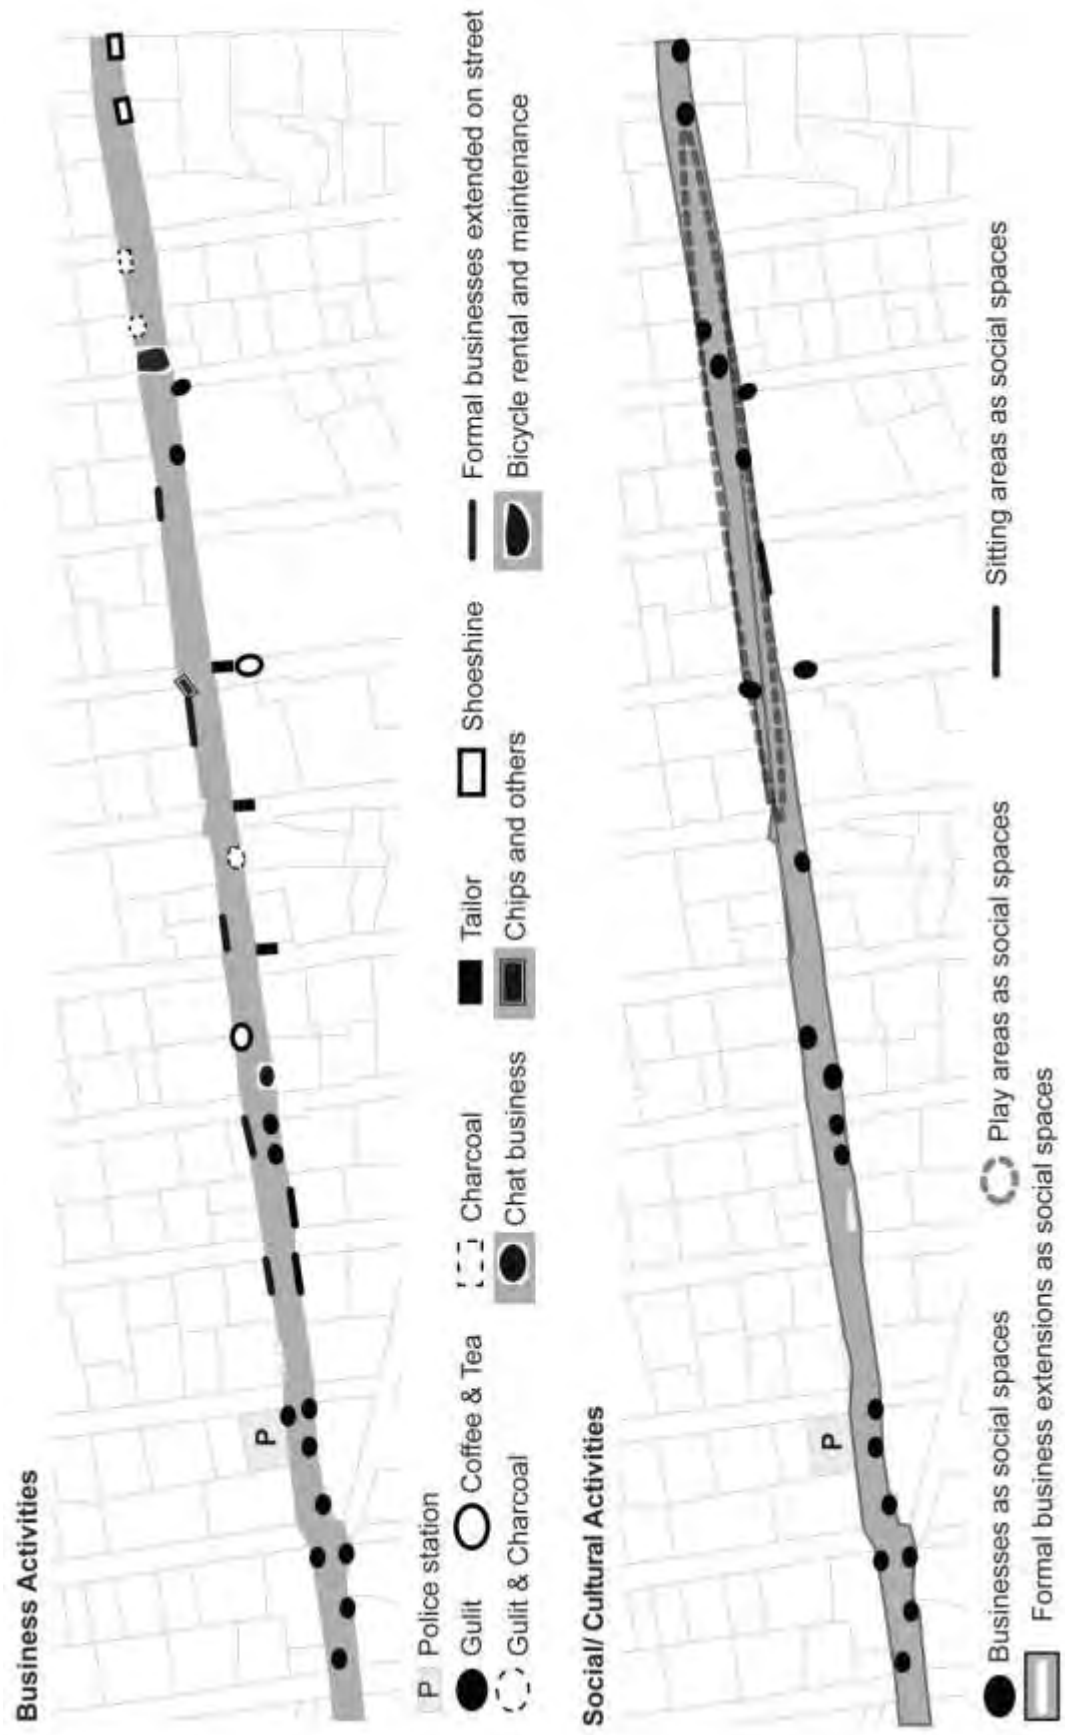 Business Activities
P
P Police station
Gulit
Coffee & Tea
Charcoal
Tailor
Shoeshine
Formal businesses extended on street
Gulit & Charcoal
Chat business
Chips and others
Bicycle rental and maintenance
Social/ Cultural Activities
P
Businesses as social spaces
Play areas as social spaces
Sitting areas as social spaces
Formal business extensions as social spaces